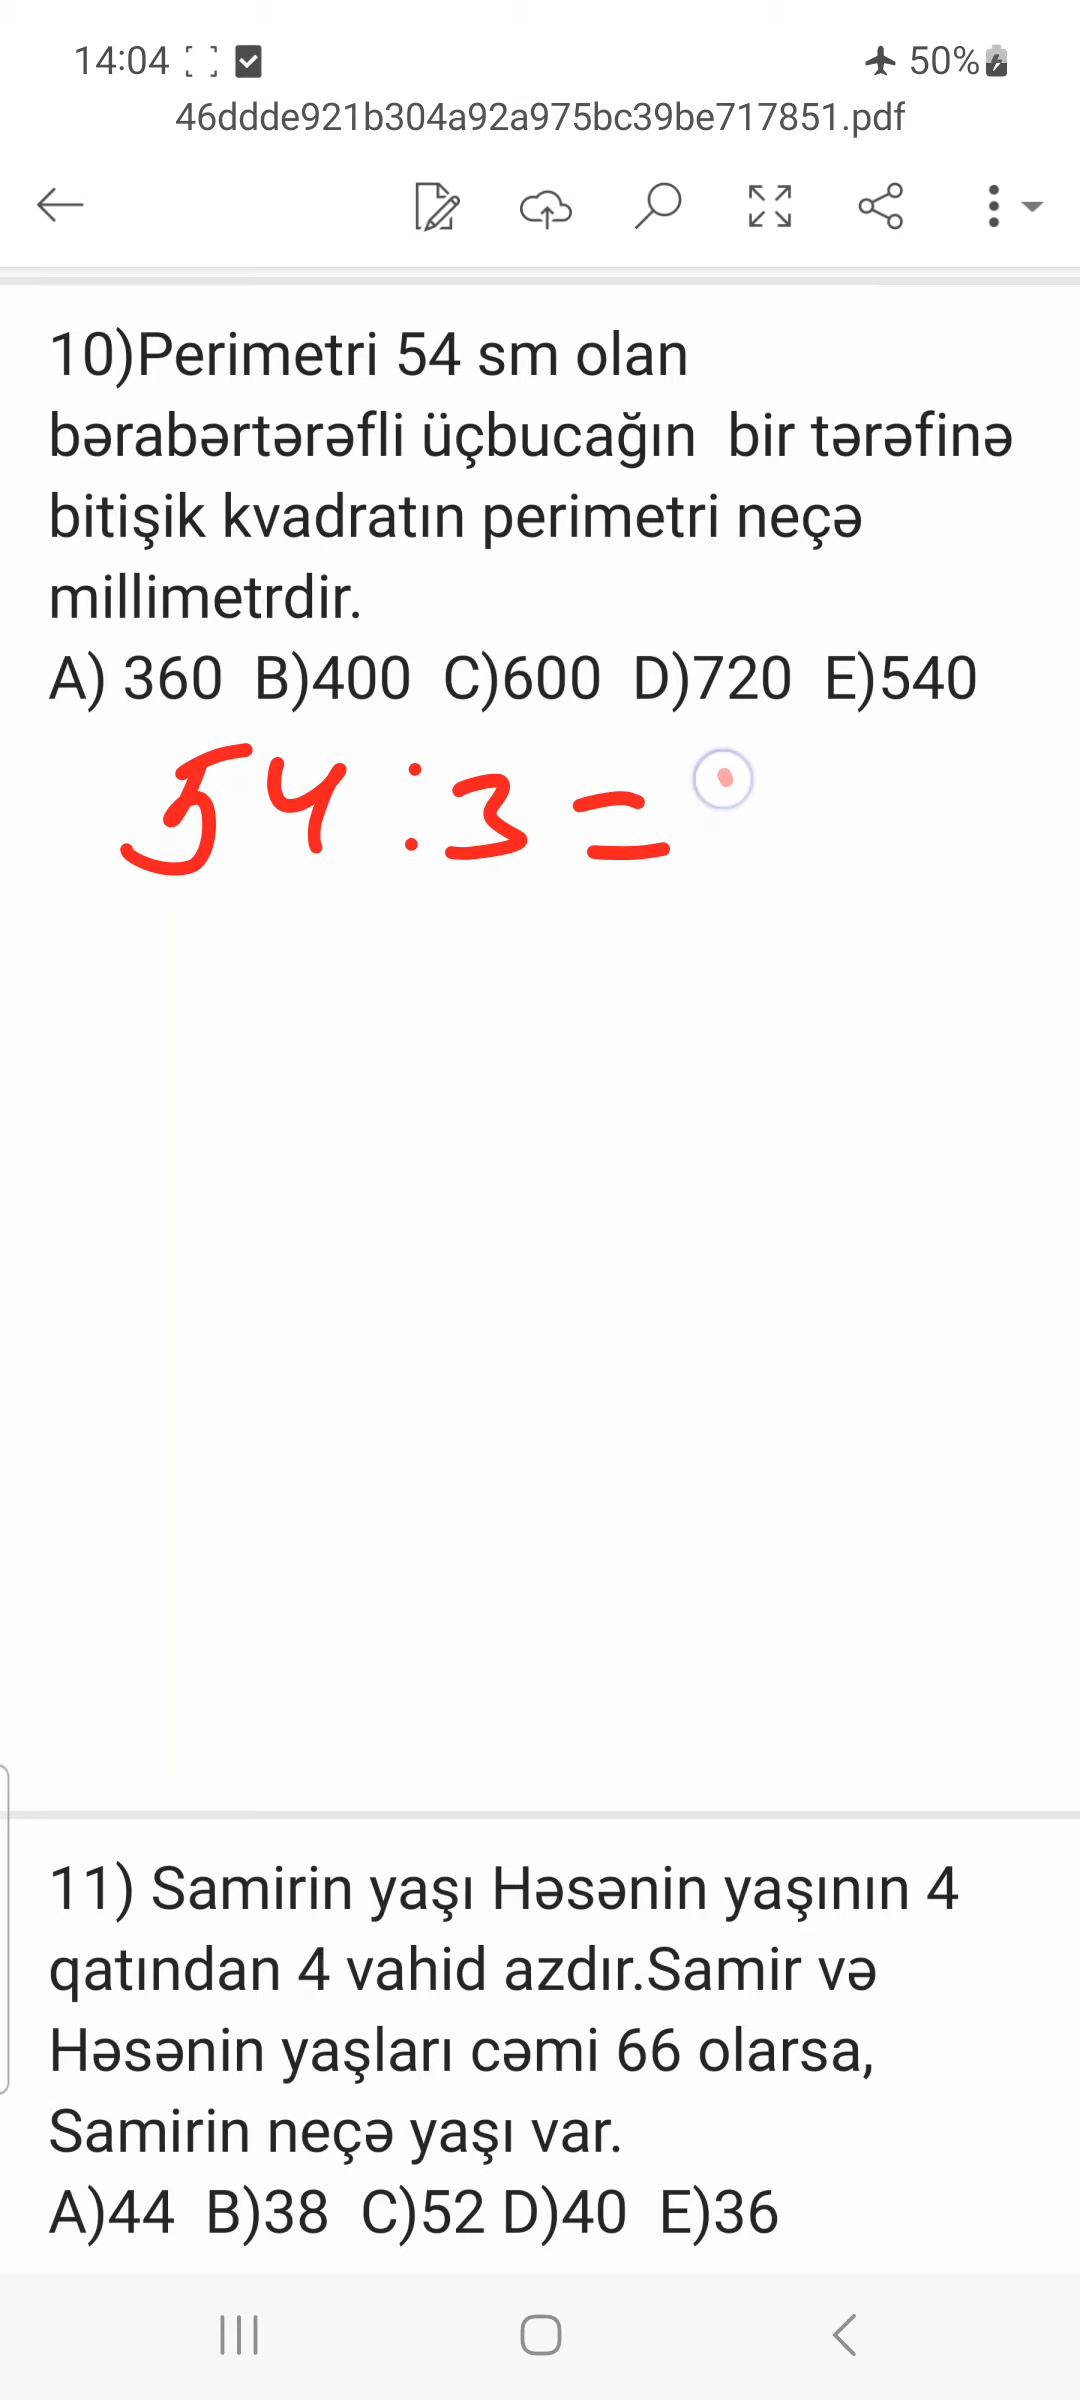 14:04
50%
46ddde921b304a92a975bc39be717851.pdf
10)Perimetri 54 sm olan
bərabərtərəfli üçbucağın  bir tərəfinə
bitişik kvadratın perimetri neçə
millimetrdir.
A) 360  B)400  C)600  D)720  E)540
54 : 3 =
11) Samirin yaşı Həsənin yaşının 4
qatından 4 vahid azdır.Samir və
Həsənin yaşları cəmi 66 olarsa,
Samirin neçə yaşı var.
A)44  B)38  C)52 D)40  E)36